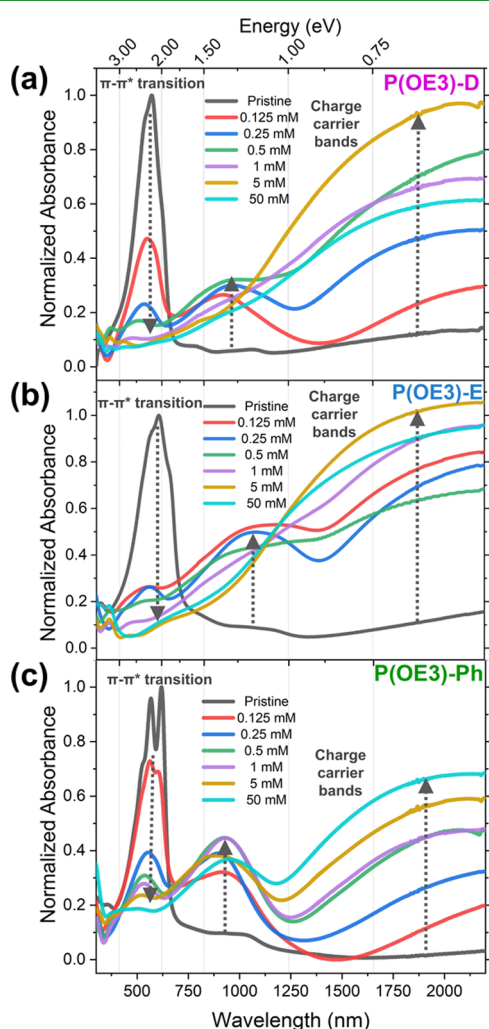 Energy (eV)
3.00 2.00 1.50 1.00 0.75
(a)
π-π* transition
P(OE3)-D
Pristine
0.125 mM
0.25 mM
0.5 mM
1 mM
5 mM
50 mM
Charge
carrier
bands
Normalized Absorbance
1.0
0.8
0.6
0.4
0.2
0.0
(b)
π-π* transition
P(OE3)-E
Pristine
0.125 mM
0.25 mM
0.5 mM
1 mM
5 mM
50 mM
Charge
carrier
bands
Normalized Absorbance
1.0
0.8
0.6
0.4
0.2
0.0
(c)
π-π* transition
P(OE3)-Ph
Pristine
0.125 mM
0.25 mM
0.5 mM
1 mM
5 mM
50 mM
Charge
carrier
bands
Normalized Absorbance
1.0
0.8
0.6
0.4
0.2
0.0
500 750 1000 1250 1500 1750 2000
Wavelength (nm)